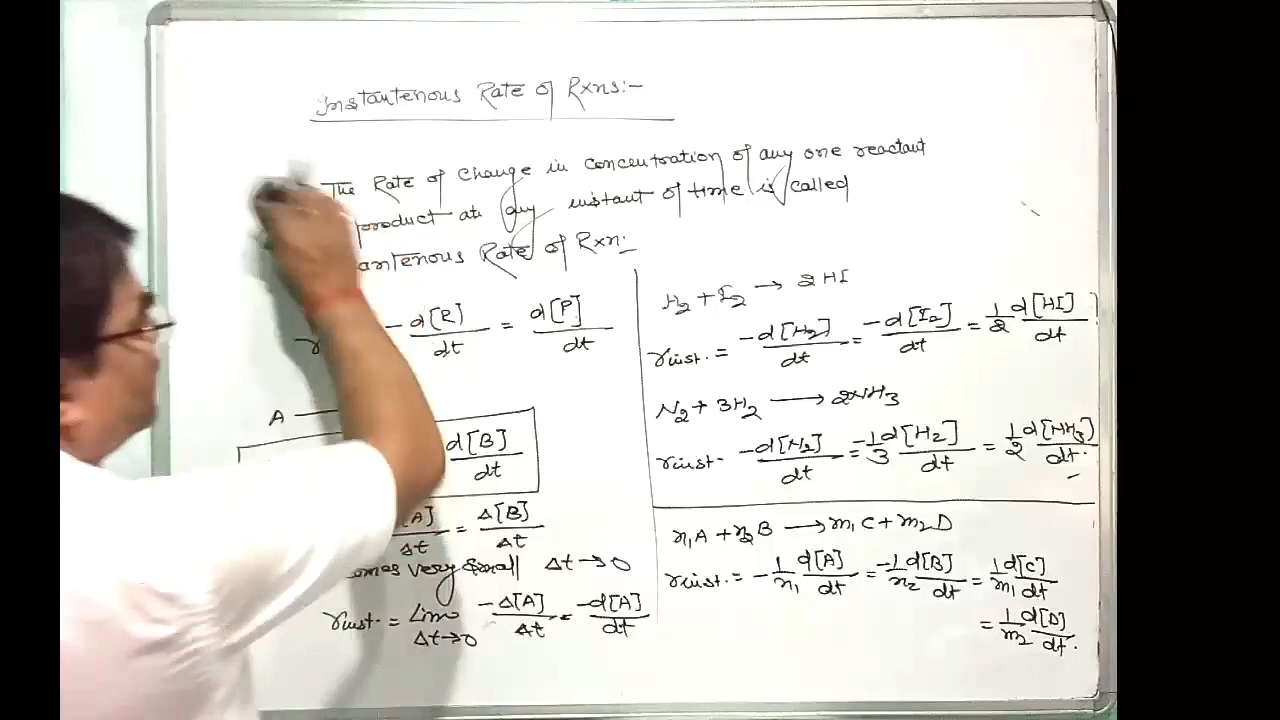 Instantenous Rate of Rxns:-
The Rate of change in concentration of any one reactant
product at any instant of time is called
antenous Rate of Rxn:-
r -d[R]/dt = d[P]/dt
A —
d[B]/dt
[A]/Δt = Δ[B]/Δt
omes very small Δt→0
rinst. = Lim Δt→0 -Δ[A]/Δt = -d[A]/dt
H2 + I2 → 2HI
rinst. = -d[H2]/dt = -d[I2]/dt = 1/2 d[HI]/dt
N2 + 3H2 → 2NH3
rinst. -d[N2]/dt = -1/3 d[H2]/dt = 1/2 d[NH3]/dt.
n1A + n2B → m1C + m2D
rinst. = -1/n1 d[A]/dt = -1/n2 d[B]/dt = 1/m1 d[C]/dt
= 1/m2 d[D]/dt.